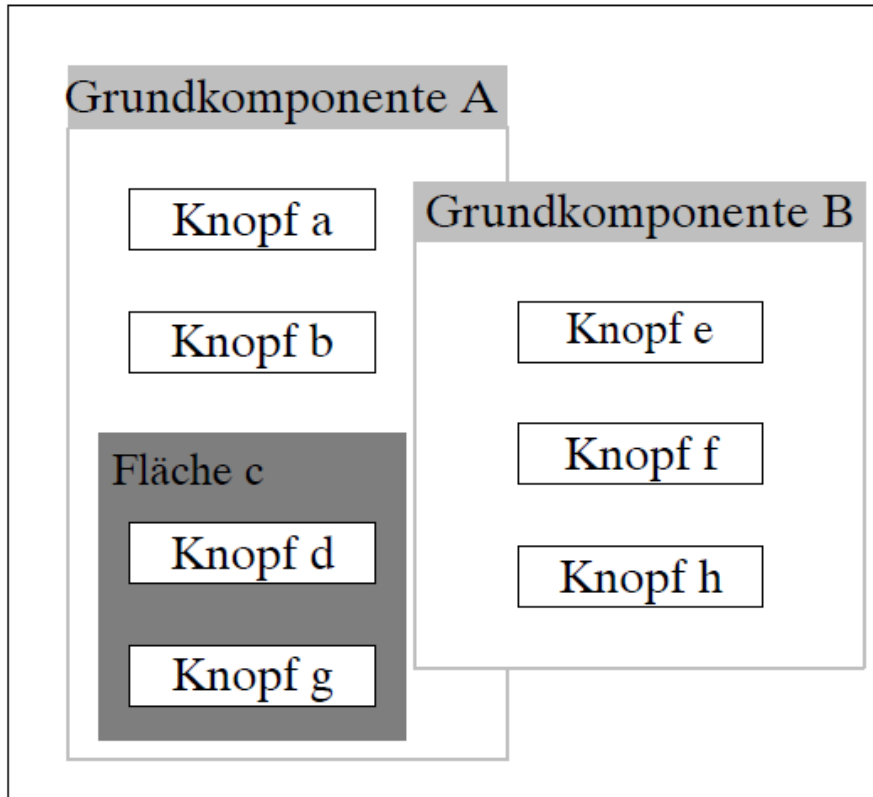 Grundkomponente A
Knopf a
Knopf b
Fläche c
Knopf d
Knopf g
Grundkomponente B
Knopf e
Knopf f
Knopf h